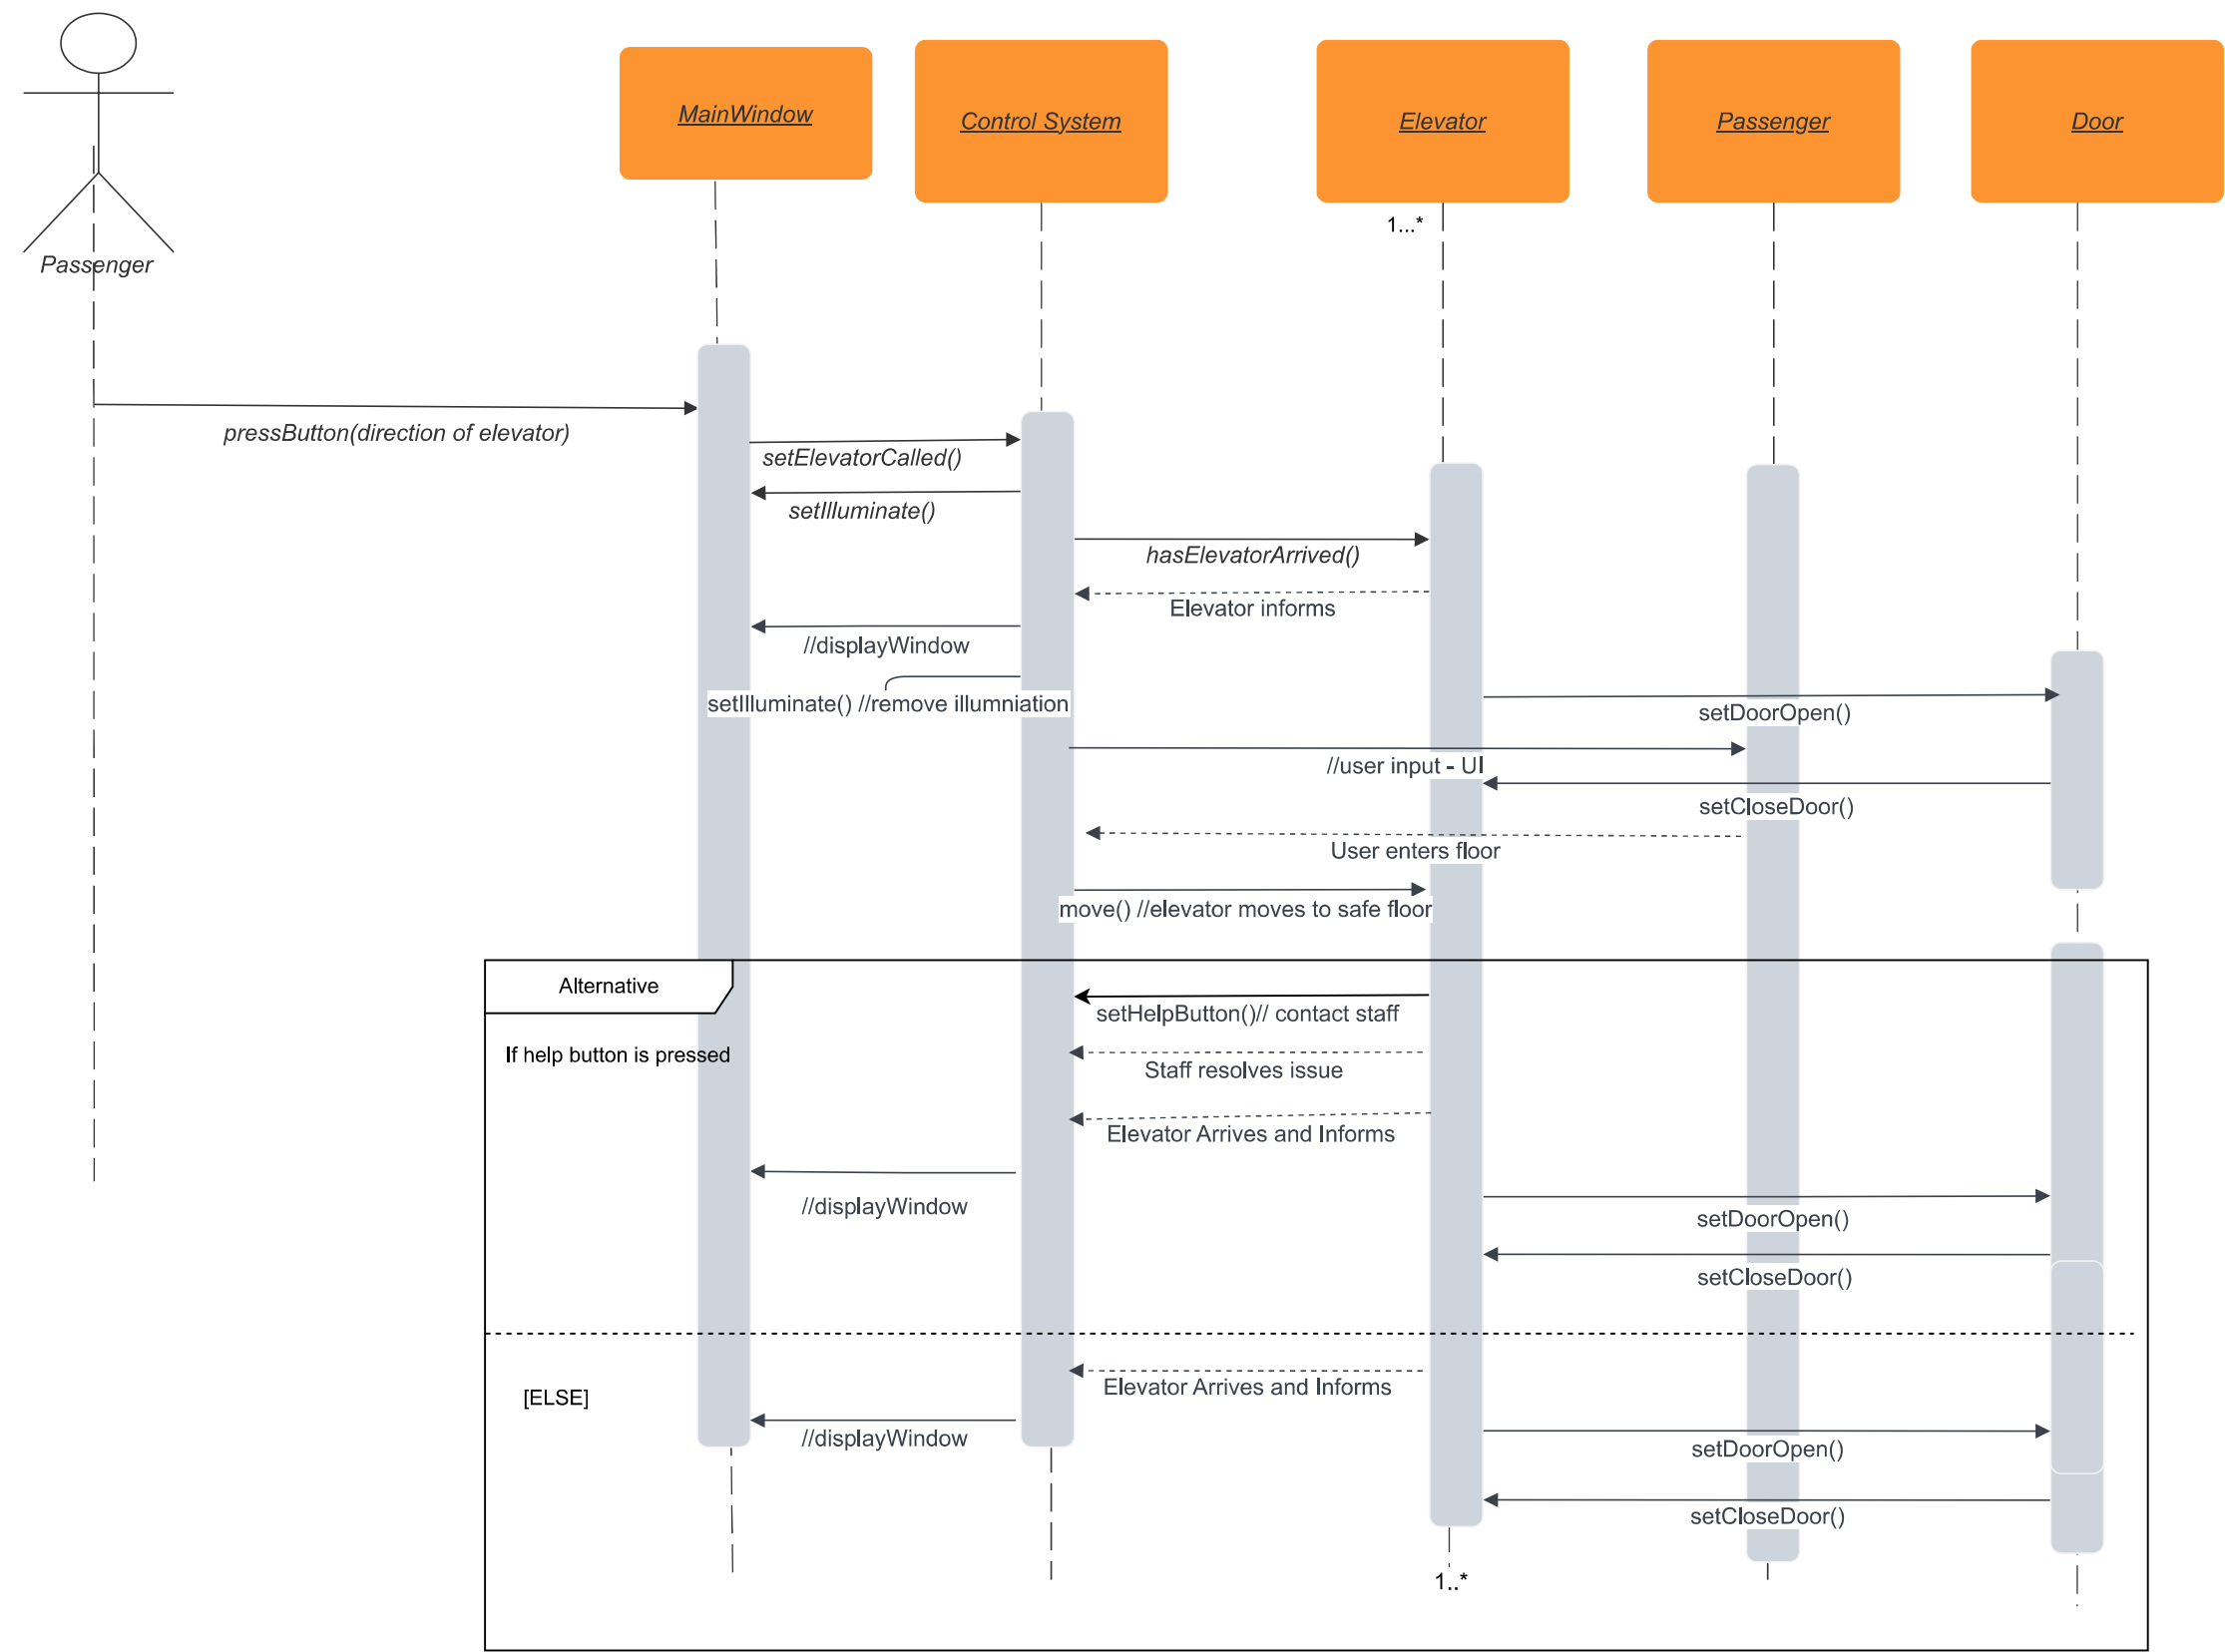 MainWindow
Control System
Elevator
Passenger
Door
1...*
Passenger
pressButton(direction of elevator)
setElevatorCalled()
setIlluminate()
hasElevatorArrived()
Elevator informs
//displayWindow
setIlluminate() //remove illumniation
setDoorOpen()
//user input - UI
setCloseDoor()
User enters floor
move() //elevator moves to safe floor
Alternative
setHelpButton()// contact staff
If help button is pressed
Staff resolves issue
Elevator Arrives and Informs
//displayWindow
setDoorOpen()
setCloseDoor()
Elevator Arrives and Informs
[ELSE]
//displayWindow
setDoorOpen()
setCloseDoor()
1..*